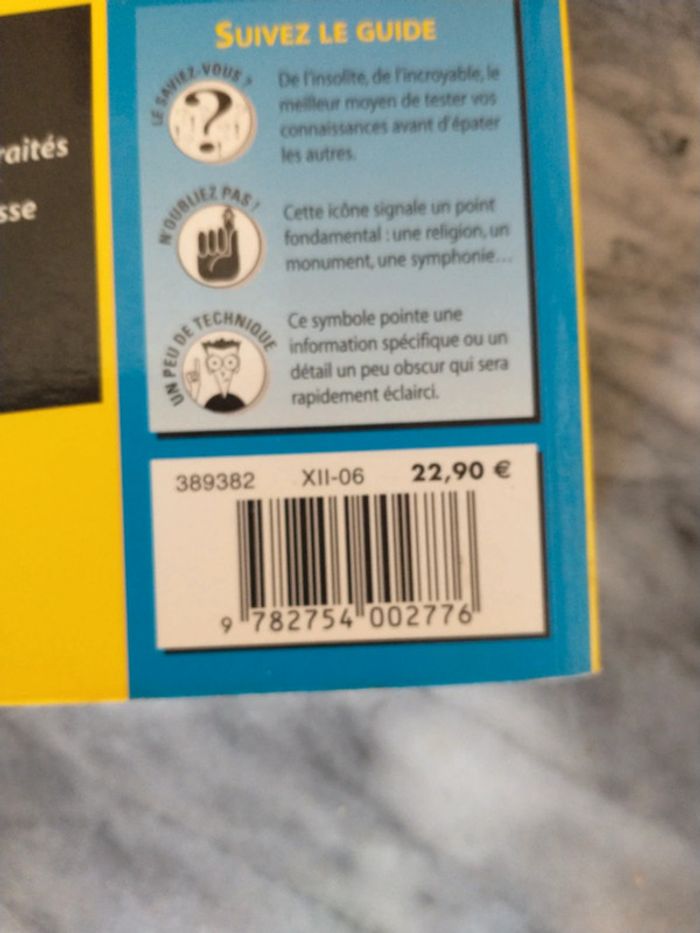 SUIVEZ LE GUIDE
LE SAVIEZ-VOUS ?
De l'insolite, de l'incroyable, le
meilleur moyen de tester vos
connaissances avant d'épater
les autres.
raités
sse
N'OUBLIEZ PAS !
Cette icône signale un point
fondamental : une religion, un
monument, une symphonie...
UN PEU DE TECHNIQUE
Ce symbole pointe une
information spécifique ou un
détail un peu obscur qui sera
rapidement éclairci.
389382 XII-06 22,90 €
9 782754 002776